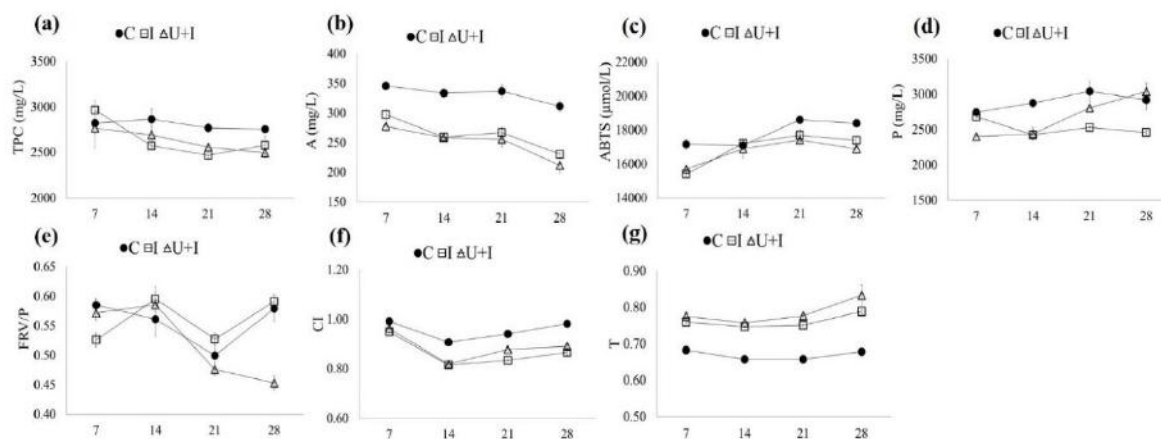 (a)
●C ⊡I △U+I
TPC (mg/L)
3000
2500
2000
7 14 21 28
(b)
●C ⊡I △U+I
A (mg/L)
400
350
300
250
200
150
7 14 21 28
(c)
●C ⊡I △U+I
ABTS (µmol/L)
22000
20000
18000
16000
14000
7 14 21 28
(d)
●C ⊡I △U+I
P (mg/L)
3500
3000
2500
2000
1500
7 14 21 28
(e)
●C ⊡I △U+I
FRV/P
0.65
0.60
0.55
0.50
0.45
0.40
7 14 21 28
(f)
●C ⊡I △U+I
CI
1.20
1.00
0.80
0.60
7 14 21 28
(g)
●C ⊡I △U+I
T
0.90
0.80
0.70
0.60
0.50
7 14 21 28